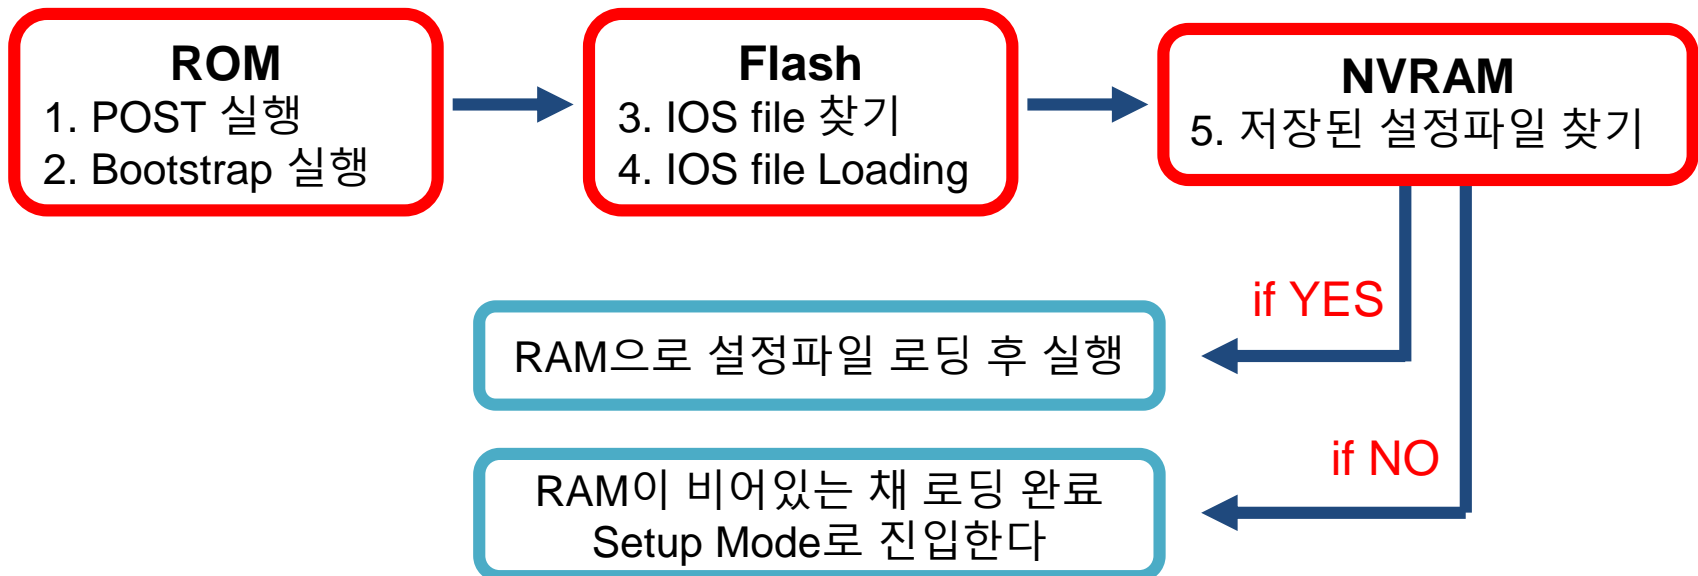 ROM
1. POST 실행
2. Bootstrap 실행
Flash
3. IOS file 찾기
4. IOS file Loading
NVRAM
5. 저장된 설정파일 찾기
if YES
RAM으로 설정파일 로딩 후 실행
if NO
RAM이 비어있는 채 로딩 완료
Setup Mode로 진입한다